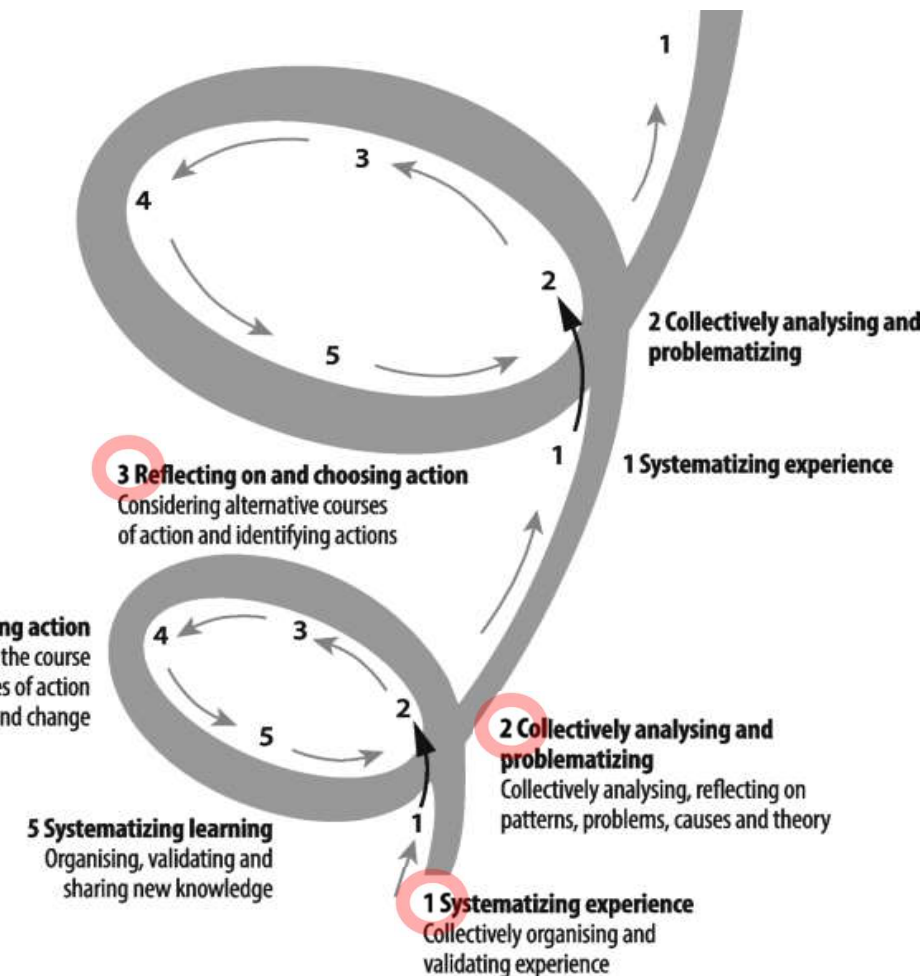 1
3
4
2
5
2 Collectively analysing and
problematizing
1
1 Systematizing experience
3 Reflecting on and choosing action
Considering alternative courses
of action and identifying actions
ng action
the course
es of action
nd change
4
3
2
5
2 Collectively analysing and
problematizing
Collectively analysing, reflecting on
patterns, problems, causes and theory
1
5 Systematizing learning
Organising, validating and
sharing new knowledge
1 Systematizing experience
Collectively organising and
validating experience